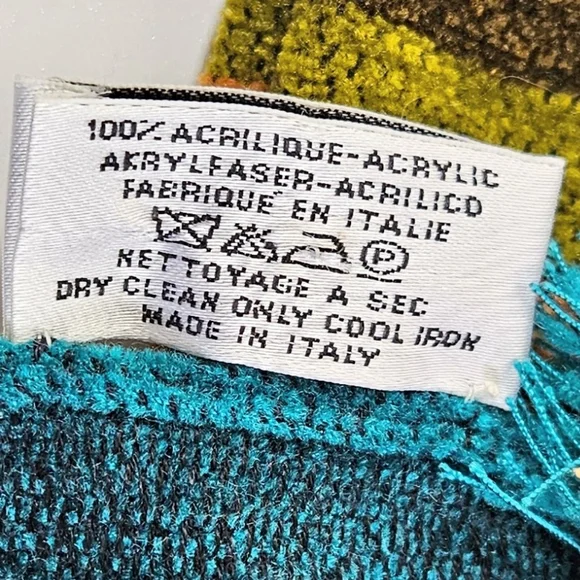 100% ACRILIQUE-ACRYLIC
AKRYLFASER-ACRILICO
FABRIQUE EN ITALIE
P
NETTOYAGE A SEC
DRY CLEAN ONLY COOL IRON
MADE IN ITALY